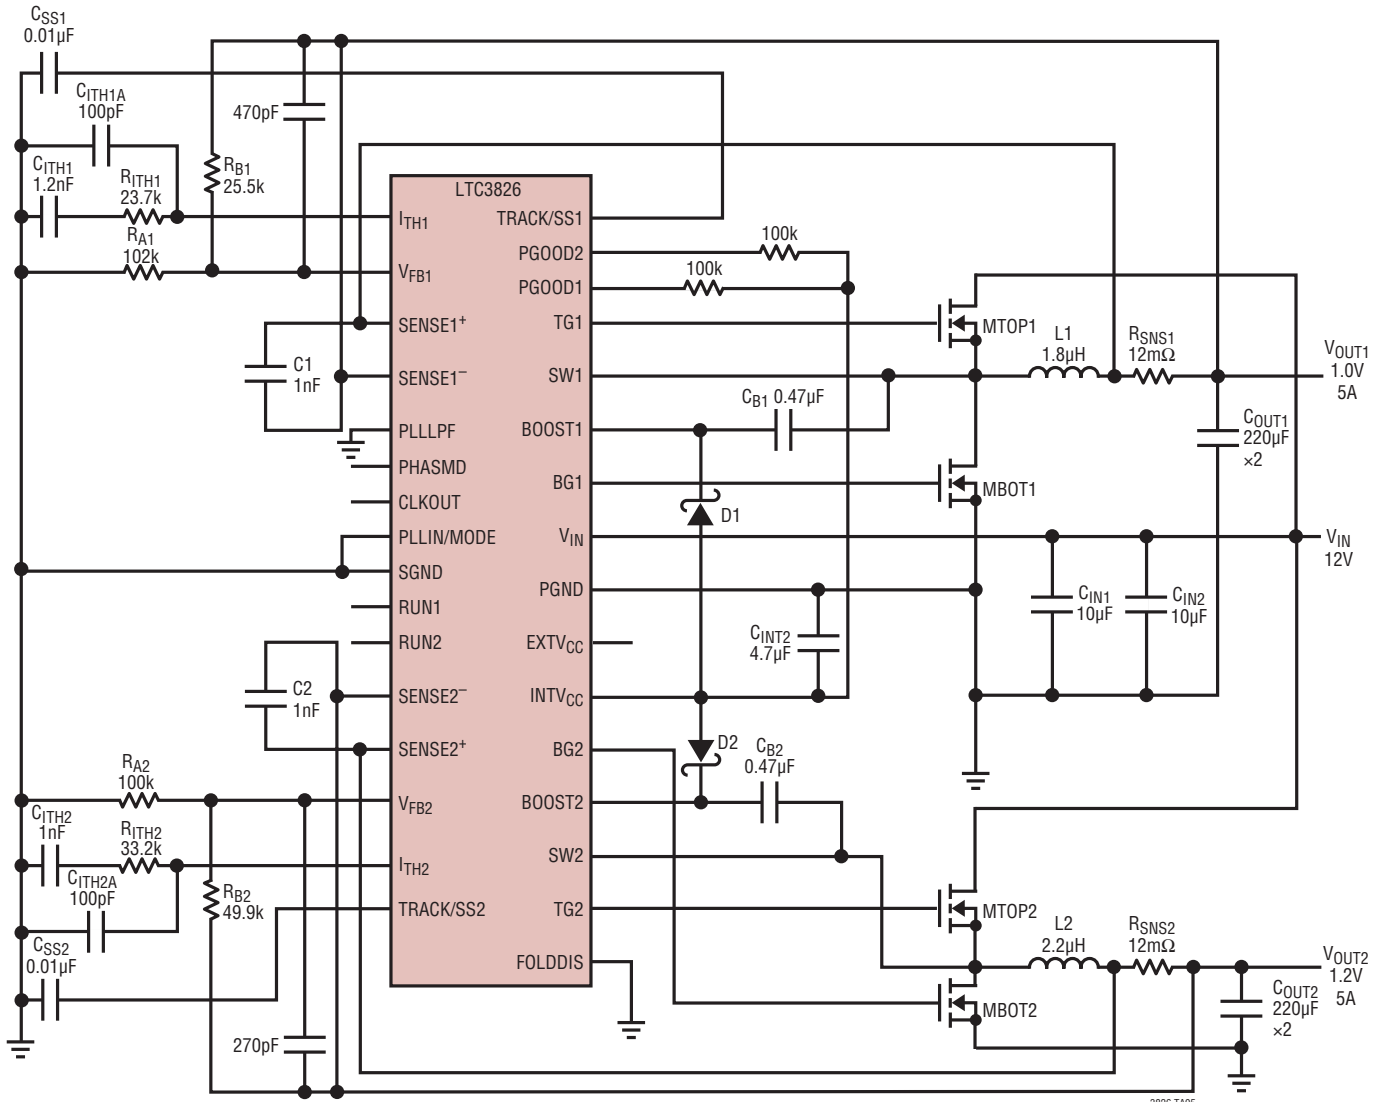 CSS1
0.01µF
CITH1A
100pF
470pF
CITH1
1.2nF
RITH1
23.7k
RB1
25.5k
RA1
102k
C1
1nF
LTC3826
ITH1
VFB1
SENSE1+
SENSE1–
PLLLPF
PHASMD
CLKOUT
PLLIN/MODE
SGND
RUN1
RUN2
SENSE2–
SENSE2+
VFB2
ITH2
TRACK/SS2
TRACK/SS1
PGOOD2
PGOOD1
TG1
SW1
BOOST1
BG1
VIN
PGND
EXTVCC
INTVCC
BG2
BOOST2
SW2
TG2
FOLDDIS
100k
100k
MTOP1
L1
1.8µH
RSNS1
12mΩ
VOUT1
1.0V
5A
CB1 0.47µF
COUT1
220µF
×2
MBOT1
D1
VIN
12V
CIN1
10µF
CIN2
10µF
CINT2
4.7µF
C2
1nF
D2
CB2
0.47µF
RA2
100k
CITH2
1nF
RITH2
33.2k
CITH2A
100pF
RB2
49.9k
CSS2
0.01µF
270pF
MTOP2
L2
2.2µH
RSNS2
12mΩ
VOUT2
1.2V
5A
MBOT2
COUT2
220µF
×2